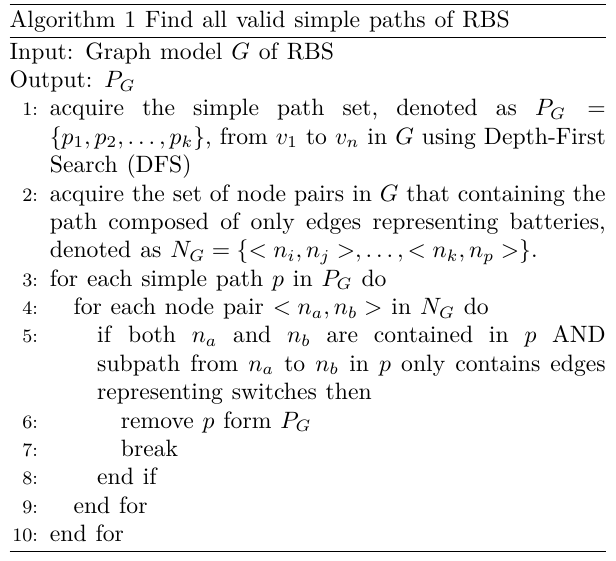 Algorithm 1 Find all valid simple paths of RBS
Input: Graph model G of RBS
Output: P_G
1: acquire the simple path set, denoted as P_G =
{p_1, p_2, . . . , p_k}, from v_1 to v_n in G using Depth-First
Search (DFS)
2: acquire the set of node pairs in G that containing the
path composed of only edges representing batteries,
denoted as N_G = {< n_i, n_j >, . . . , < n_k, n_p >}.
3: for each simple path p in P_G do
4: for each node pair < n_a, n_b > in N_G do
5: if both n_a and n_b are contained in p AND
subpath from n_a to n_b in p only contains edges
representing switches then
6: remove p form P_G
7: break
8: end if
9: end for
10: end for